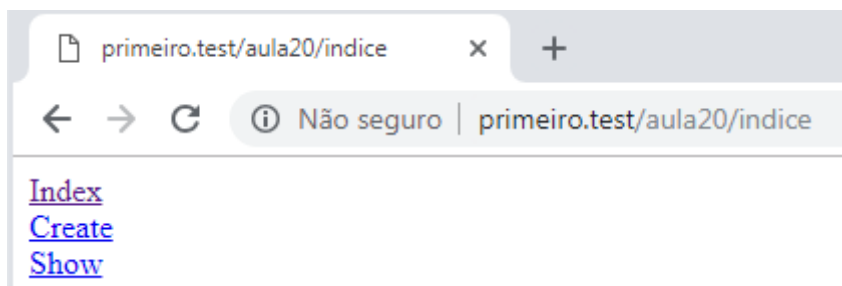 primeiro.test/aula20/indice
Não seguro | primeiro.test/aula20/indice
Index
Create
Show